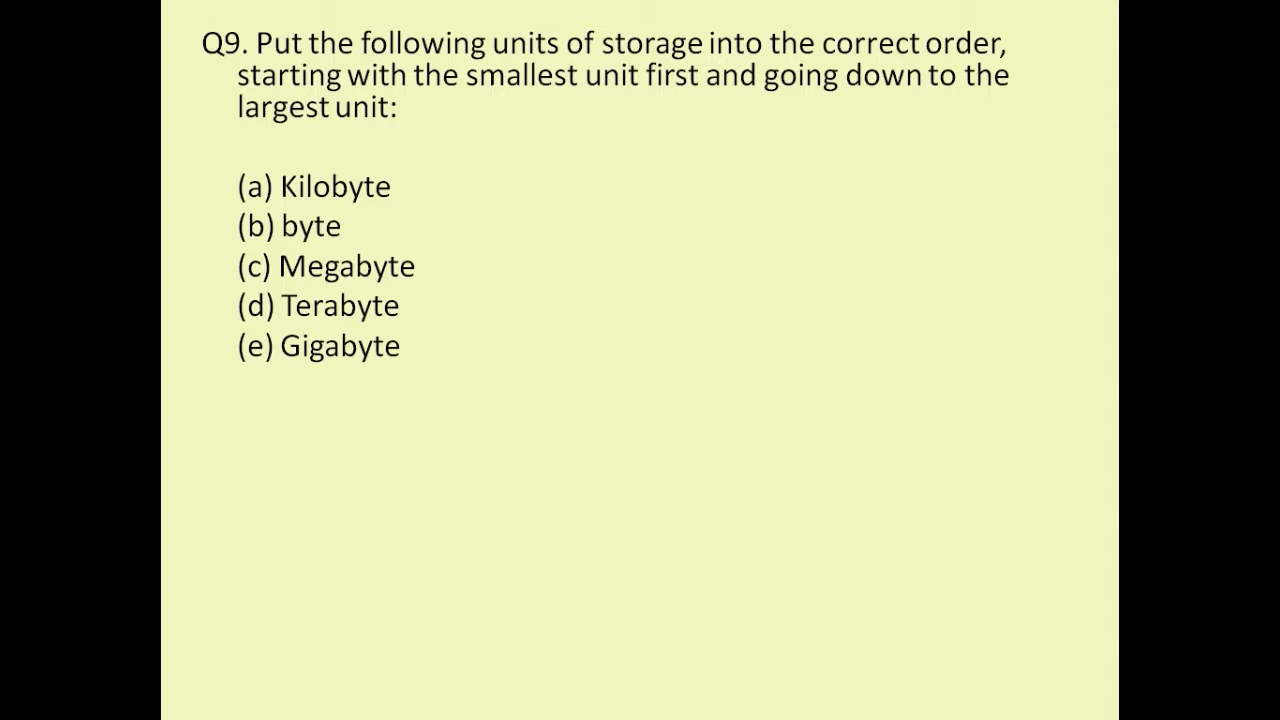 Q9. Put the following units of storage into the correct order,
starting with the smallest unit first and going down to the
largest unit:
(a) Kilobyte
(b) byte
(c) Megabyte
(d) Terabyte
(e) Gigabyte